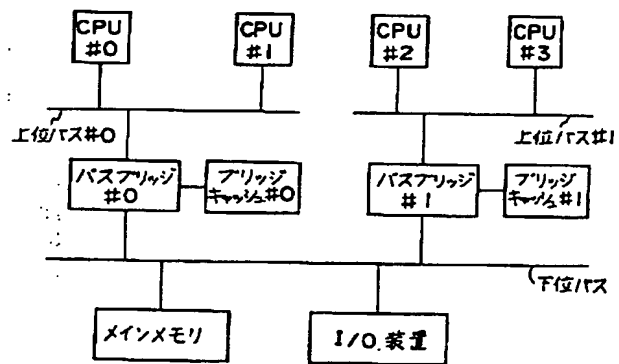 CPU
#0
CPU
#1
CPU
#2
CPU
#3
上位バス#0
上位バス#1
バスブリッジ
#0
ブリッジ
キャッシュ#0
バスブリッジ
#1
ブリッジ
キャッシュ#1
下位バス
メインメモリ
I/O.装置